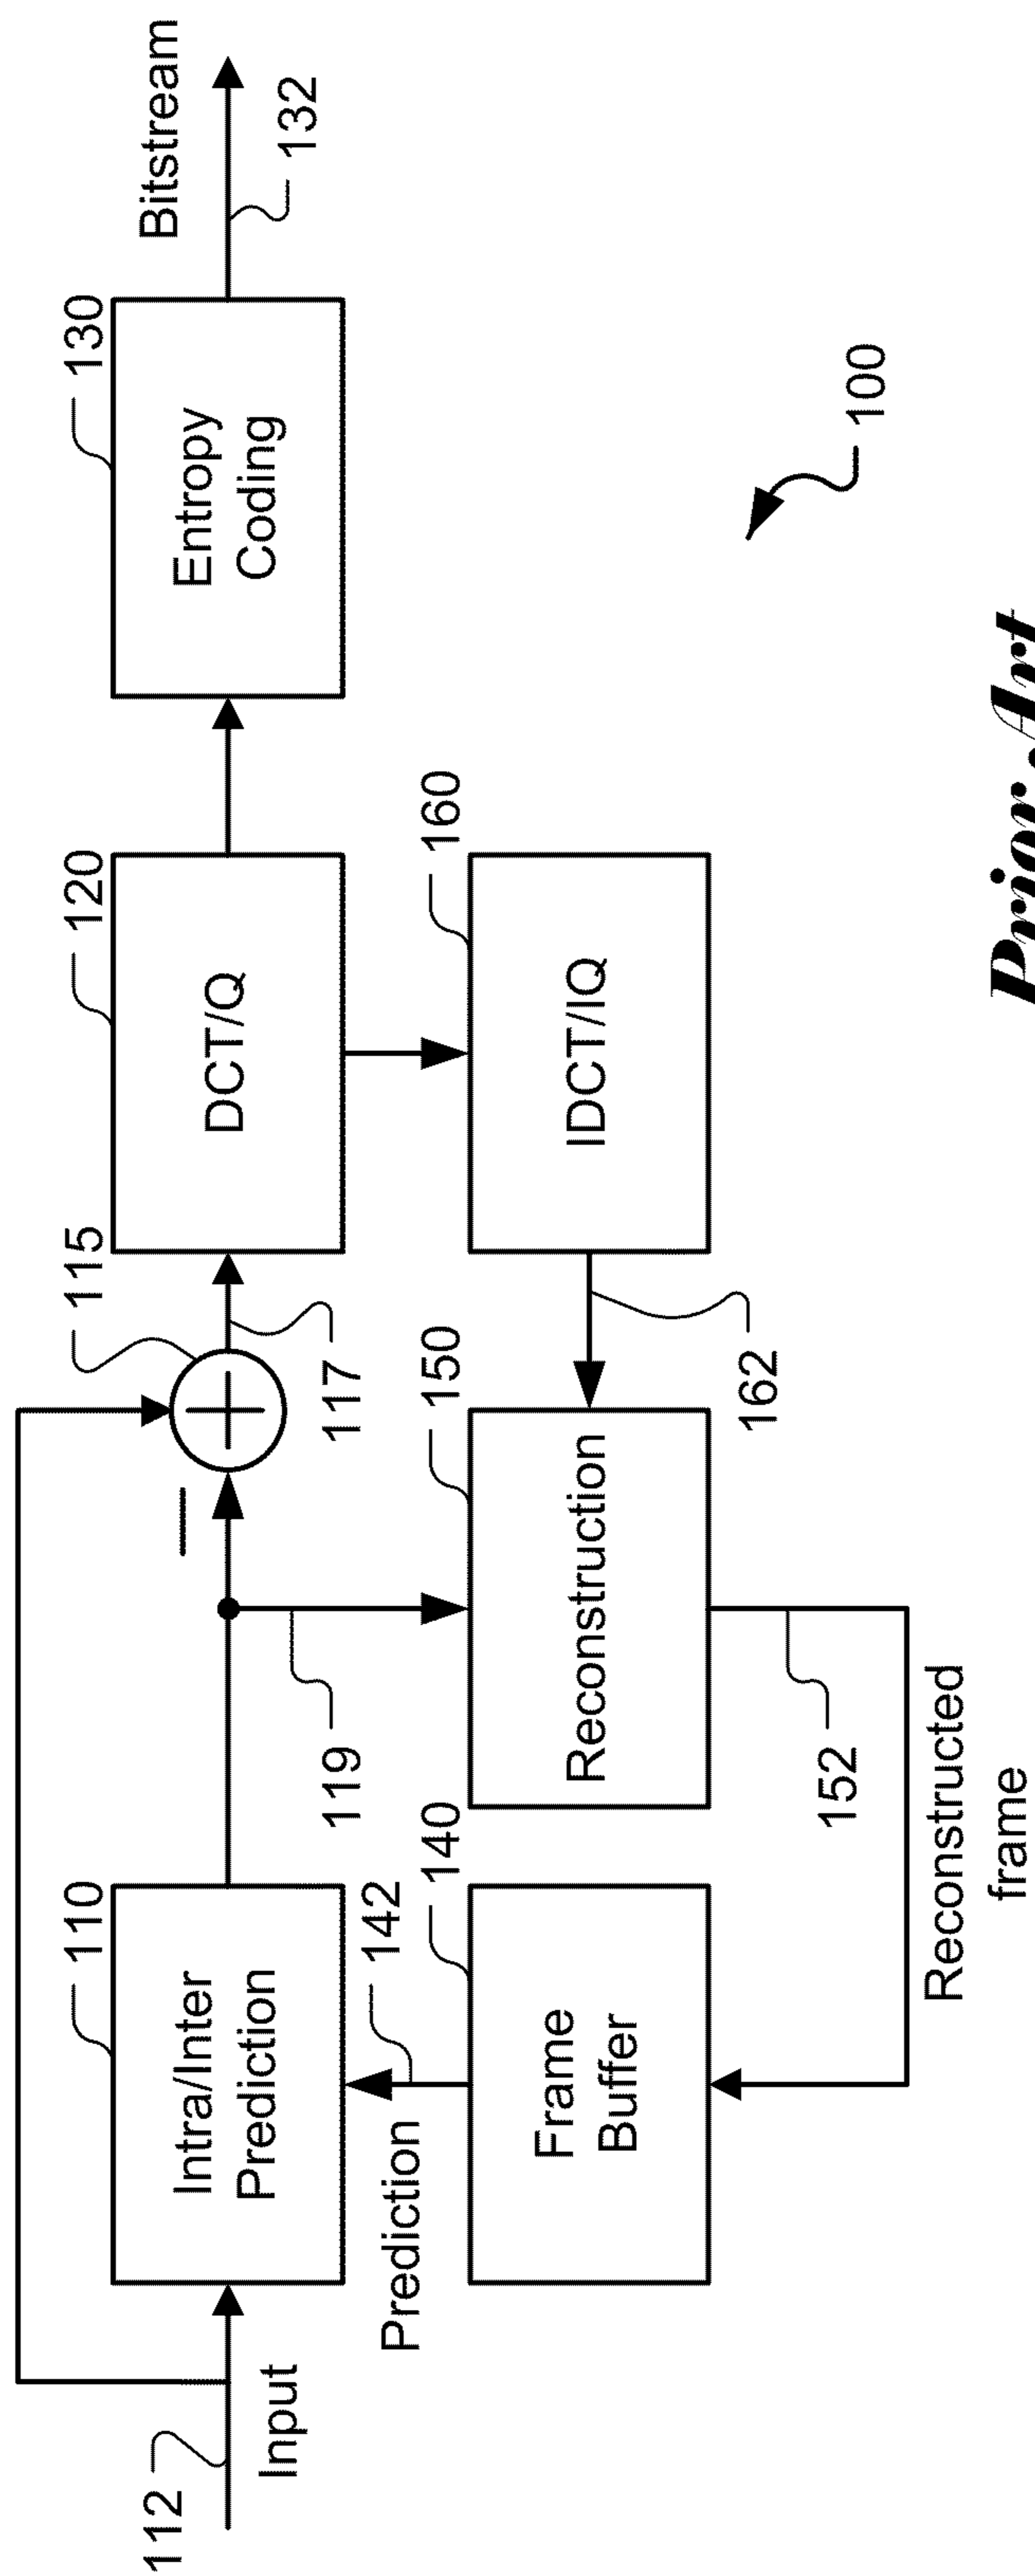 112
Input
110
Intra/Inter
Prediction
119
115
117
120
DCT/Q
130
Entropy
Coding
Bitstream
132
Prediction
142
140
Frame
Buffer
150
Reconstruction
162
160
IDCT/IQ
152
Reconstructed
frame
100
Prior Art